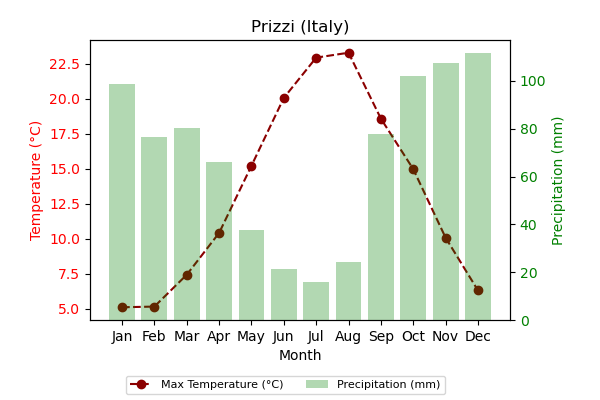 Prizzi (Italy)
Temperature (°C)
22.5
20.0
17.5
15.0
12.5
10.0
7.5
5.0
Precipitation (mm)
100
80
60
40
20
0
Jan Feb Mar Apr May Jun Jul Aug Sep Oct Nov Dec
Month
Max Temperature (°C) Precipitation (mm)